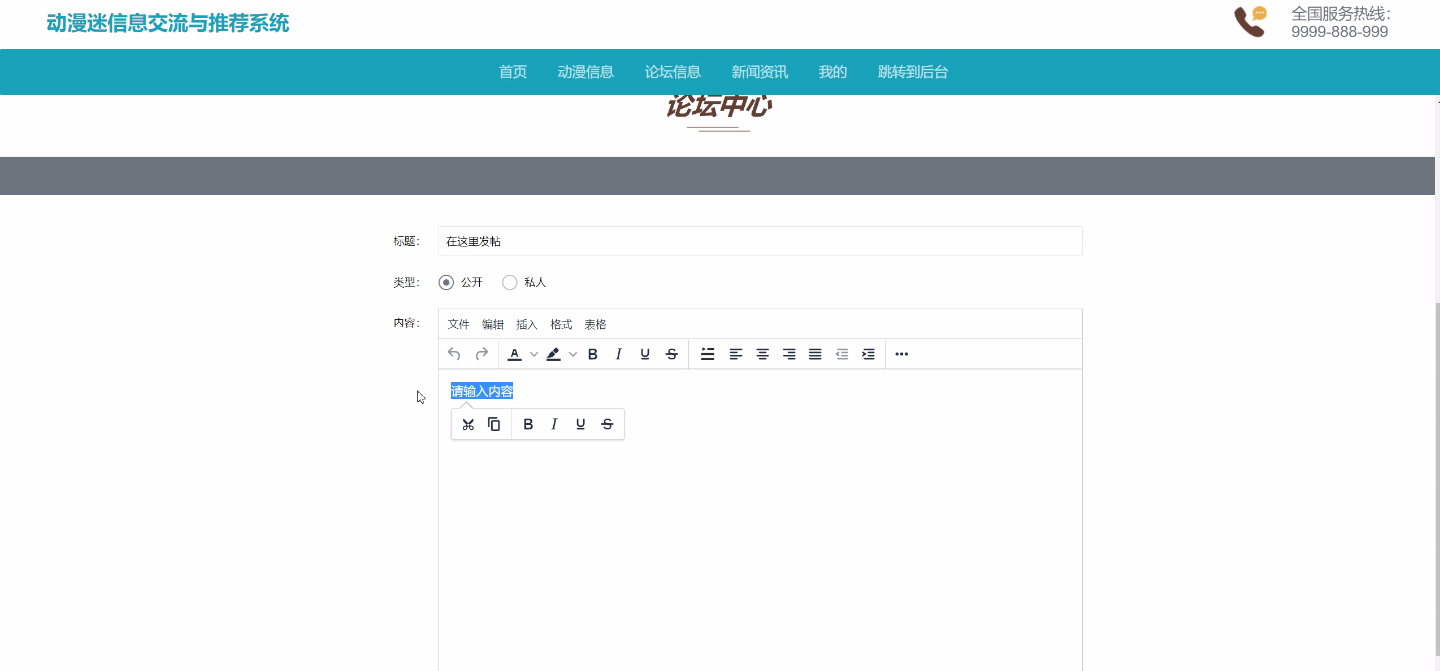 动漫迷信息交流与推荐系统
全国服务热线：
9999-888-999
首页 动漫信息 论坛信息 新闻资讯 我的 跳转到后台
论坛中心
标题： 在这里发帖
类型： 公开 私人
内容： 文件 编辑 插入 格式 表格
请输入内容